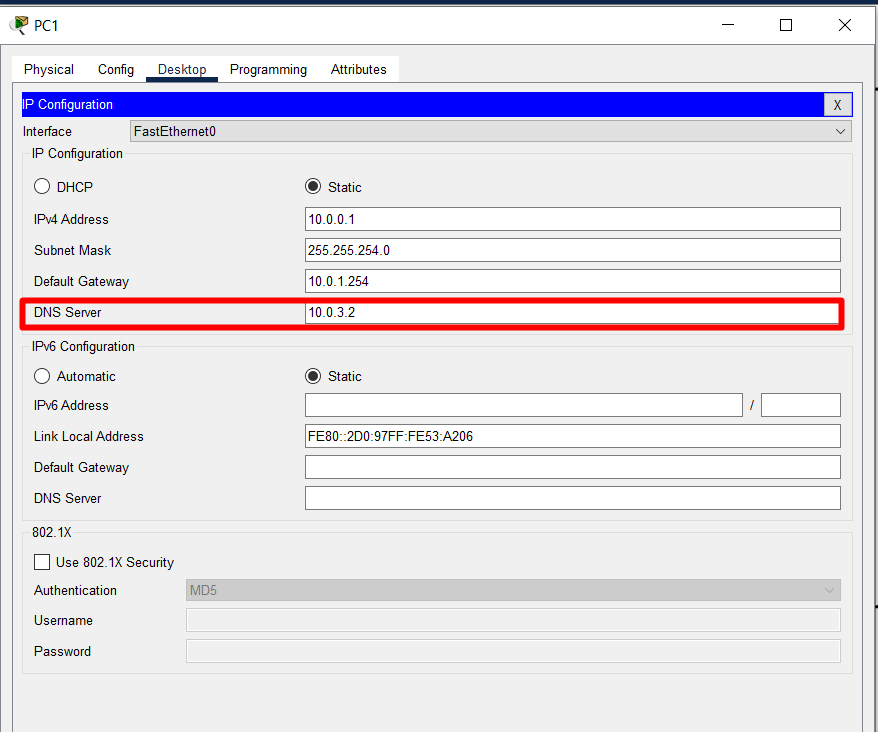 PC1
Physical Config Desktop Programming Attributes
IP Configuration X
Interface FastEthernet0
IP Configuration
DHCP Static
IPv4 Address 10.0.0.1
Subnet Mask 255.255.254.0
Default Gateway 10.0.1.254
DNS Server 10.0.3.2
IPv6 Configuration
Automatic Static
IPv6 Address /
Link Local Address FE80::2D0:97FF:FE53:A206
Default Gateway
DNS Server
802.1X
Use 802.1X Security
Authentication MD5
Username
Password